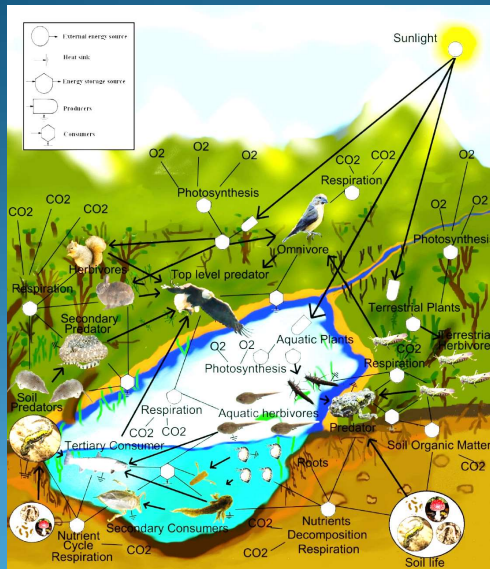 External energy source
Heat sink
Energy storage source
Producers
Consumers
Sunlight
O2
O2
O2
Photosynthesis
CO2
CO2
Respiration
O2
O2
O2
Photosynthesis
CO2
CO2
CO2
Herbivores
Omnivore
Respiration
Top level predator
Terrestrial Plants
Secondary
Predator
Aquatic Plants
Terrestrial
Herbivores
CO2
O2
O2
Photosynthesis
Respiration
Soil
Predators
Respiration
CO2
CO2
Aquatic herbivores
Predator
Tertiary Consumer
Soil Organic Matter
CO2
Roots
Secondary Consumers
CO2
CO2
Nutrient
Cycle
Respiration
CO2
Nutrients
Decomposition
Respiration
Soil life